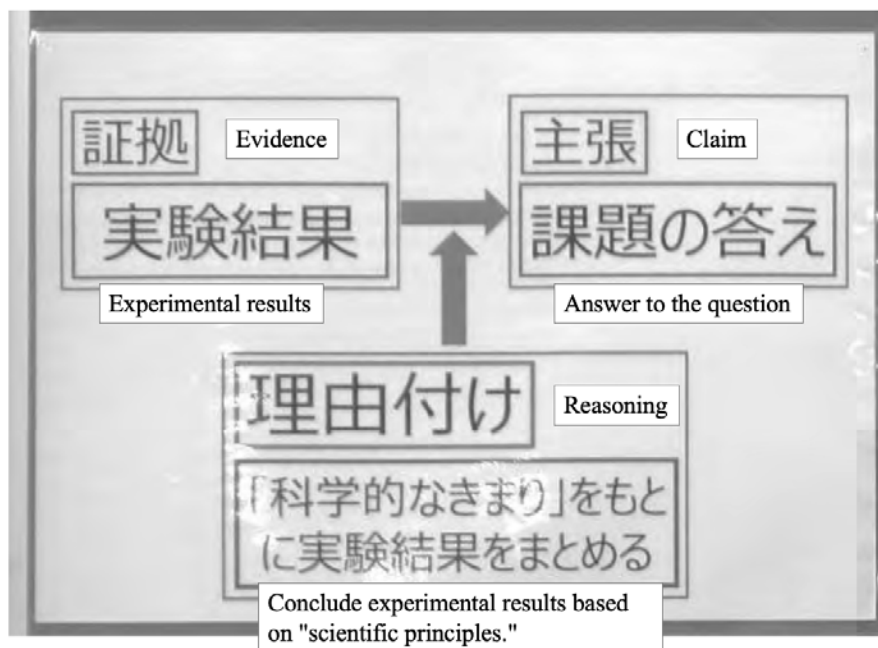 証拠
Evidence
実験結果
Experimental results
主張
Claim
課題の答え
Answer to the question
理由付け
Reasoning
「科学的なきまり」をもと
に実験結果をまとめる
Conclude experimental results based
on "scientific principles."